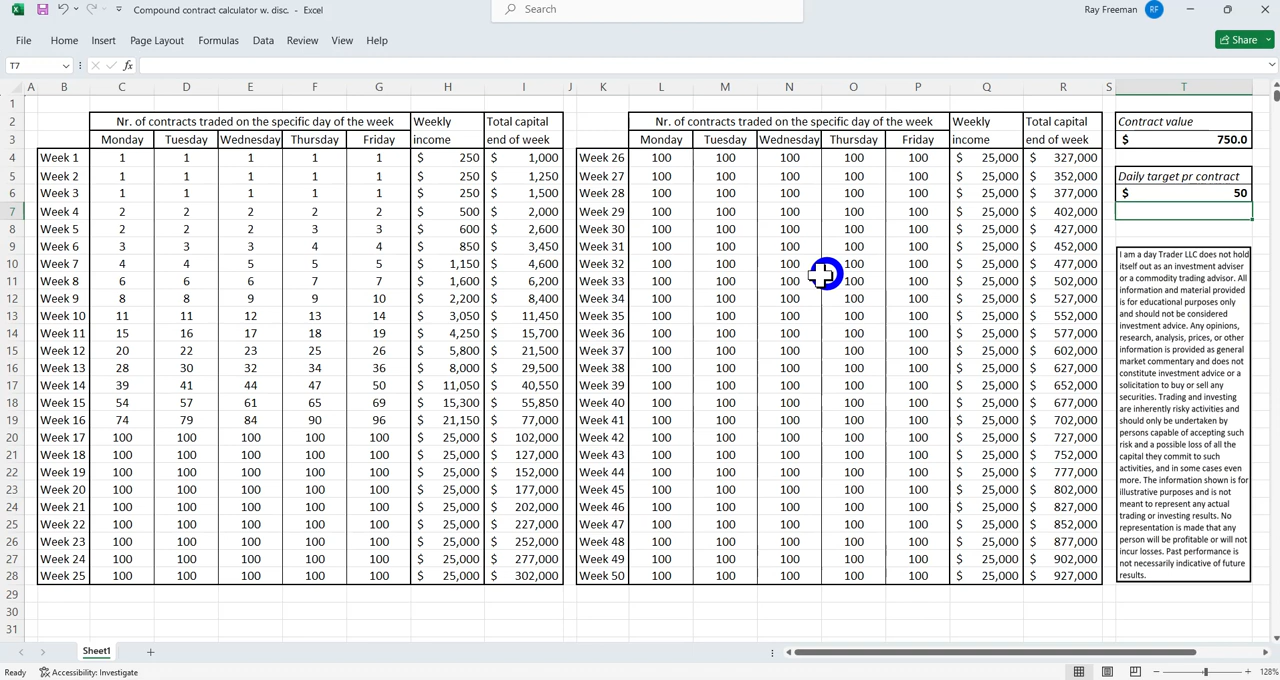 Compound contract calculator w. disc. - Excel
Search
Ray Freeman RF
File Home Insert Page Layout Formulas Data Review View Help
Share
T7 fx
A B C D E F G H I J K L M N O P Q R S T
1
2 Nr. of contracts traded on the specific day of the week Weekly Total capital Nr. of contracts traded on the specific day of the week Weekly Total capital Contract value
3 Monday Tuesday Wednesday Thursday Friday income end of week Monday Tuesday Wednesday Thursday Friday income end of week $ 750.0
4 Week 1 1 1 1 1 1 $ 250 $ 1,000 Week 26 100 100 100 100 100 $ 25,000 $ 327,000
5 Week 2 1 1 1 1 1 $ 250 $ 1,250 Week 27 100 100 100 100 100 $ 25,000 $ 352,000 Daily target pr contract
6 Week 3 1 1 1 1 1 $ 250 $ 1,500 Week 28 100 100 100 100 100 $ 25,000 $ 377,000 $ 50
7 Week 4 2 2 2 2 2 $ 500 $ 2,000 Week 29 100 100 100 100 100 $ 25,000 $ 402,000
8 Week 5 2 2 2 3 3 $ 600 $ 2,600 Week 30 100 100 100 100 100 $ 25,000 $ 427,000
9 Week 6 3 3 3 4 4 $ 850 $ 3,450 Week 31 100 100 100 100 100 $ 25,000 $ 452,000
10 Week 7 4 4 5 5 5 $ 1,150 $ 4,600 Week 32 100 100 100 100 100 $ 25,000 $ 477,000
11 Week 8 6 6 6 7 7 $ 1,600 $ 6,200 Week 33 100 100 100 100 100 $ 25,000 $ 502,000
12 Week 9 8 8 9 9 10 $ 2,200 $ 8,400 Week 34 100 100 100 100 100 $ 25,000 $ 527,000
13 Week 10 11 11 12 13 14 $ 3,050 $ 11,450 Week 35 100 100 100 100 100 $ 25,000 $ 552,000
14 Week 11 15 16 17 18 19 $ 4,250 $ 15,700 Week 36 100 100 100 100 100 $ 25,000 $ 577,000
15 Week 12 20 22 23 25 26 $ 5,800 $ 21,500 Week 37 100 100 100 100 100 $ 25,000 $ 602,000
16 Week 13 28 30 32 34 36 $ 8,000 $ 29,500 Week 38 100 100 100 100 100 $ 25,000 $ 627,000
17 Week 14 39 41 44 47 50 $ 11,050 $ 40,550 Week 39 100 100 100 100 100 $ 25,000 $ 652,000
18 Week 15 54 57 61 65 69 $ 15,300 $ 55,850 Week 40 100 100 100 100 100 $ 25,000 $ 677,000
19 Week 16 74 79 84 90 96 $ 21,150 $ 77,000 Week 41 100 100 100 100 100 $ 25,000 $ 702,000
20 Week 17 100 100 100 100 100 $ 25,000 $ 102,000 Week 42 100 100 100 100 100 $ 25,000 $ 727,000
21 Week 18 100 100 100 100 100 $ 25,000 $ 127,000 Week 43 100 100 100 100 100 $ 25,000 $ 752,000
22 Week 19 100 100 100 100 100 $ 25,000 $ 152,000 Week 44 100 100 100 100 100 $ 25,000 $ 777,000
23 Week 20 100 100 100 100 100 $ 25,000 $ 177,000 Week 45 100 100 100 100 100 $ 25,000 $ 802,000
24 Week 21 100 100 100 100 100 $ 25,000 $ 202,000 Week 46 100 100 100 100 100 $ 25,000 $ 827,000
25 Week 22 100 100 100 100 100 $ 25,000 $ 227,000 Week 47 100 100 100 100 100 $ 25,000 $ 852,000
26 Week 23 100 100 100 100 100 $ 25,000 $ 252,000 Week 48 100 100 100 100 100 $ 25,000 $ 877,000
27 Week 24 100 100 100 100 100 $ 25,000 $ 277,000 Week 49 100 100 100 100 100 $ 25,000 $ 902,000
28 Week 25 100 100 100 100 100 $ 25,000 $ 302,000 Week 50 100 100 100 100 100 $ 25,000 $ 927,000
29
30
31
I am a day Trader LLC does not hold
itself out as an investment adviser
or a commodity trading advisor. All
information and material provided
is for educational purposes only
and should not be considered
investment advice. Any opinions,
research, analysis, prices, or other
information is provided as general
market commentary and does not
constitute investment advice or a
solicitation to buy or sell any
securities. Trading and investing
are inherently risky activities and
should only be undertaken by
persons capable of accepting such
risk and a possible loss of all the
capital they commit to such
activities, and in some cases even
more. The information shown is for
illustrative purposes and is not
meant to represent any actual
trading or investing results. No
representation is made that any
person will be profitable or will not
incur losses. Past performance is
not necessarily indicative of future
results.
Sheet1
Ready Accessibility: Investigate 128%